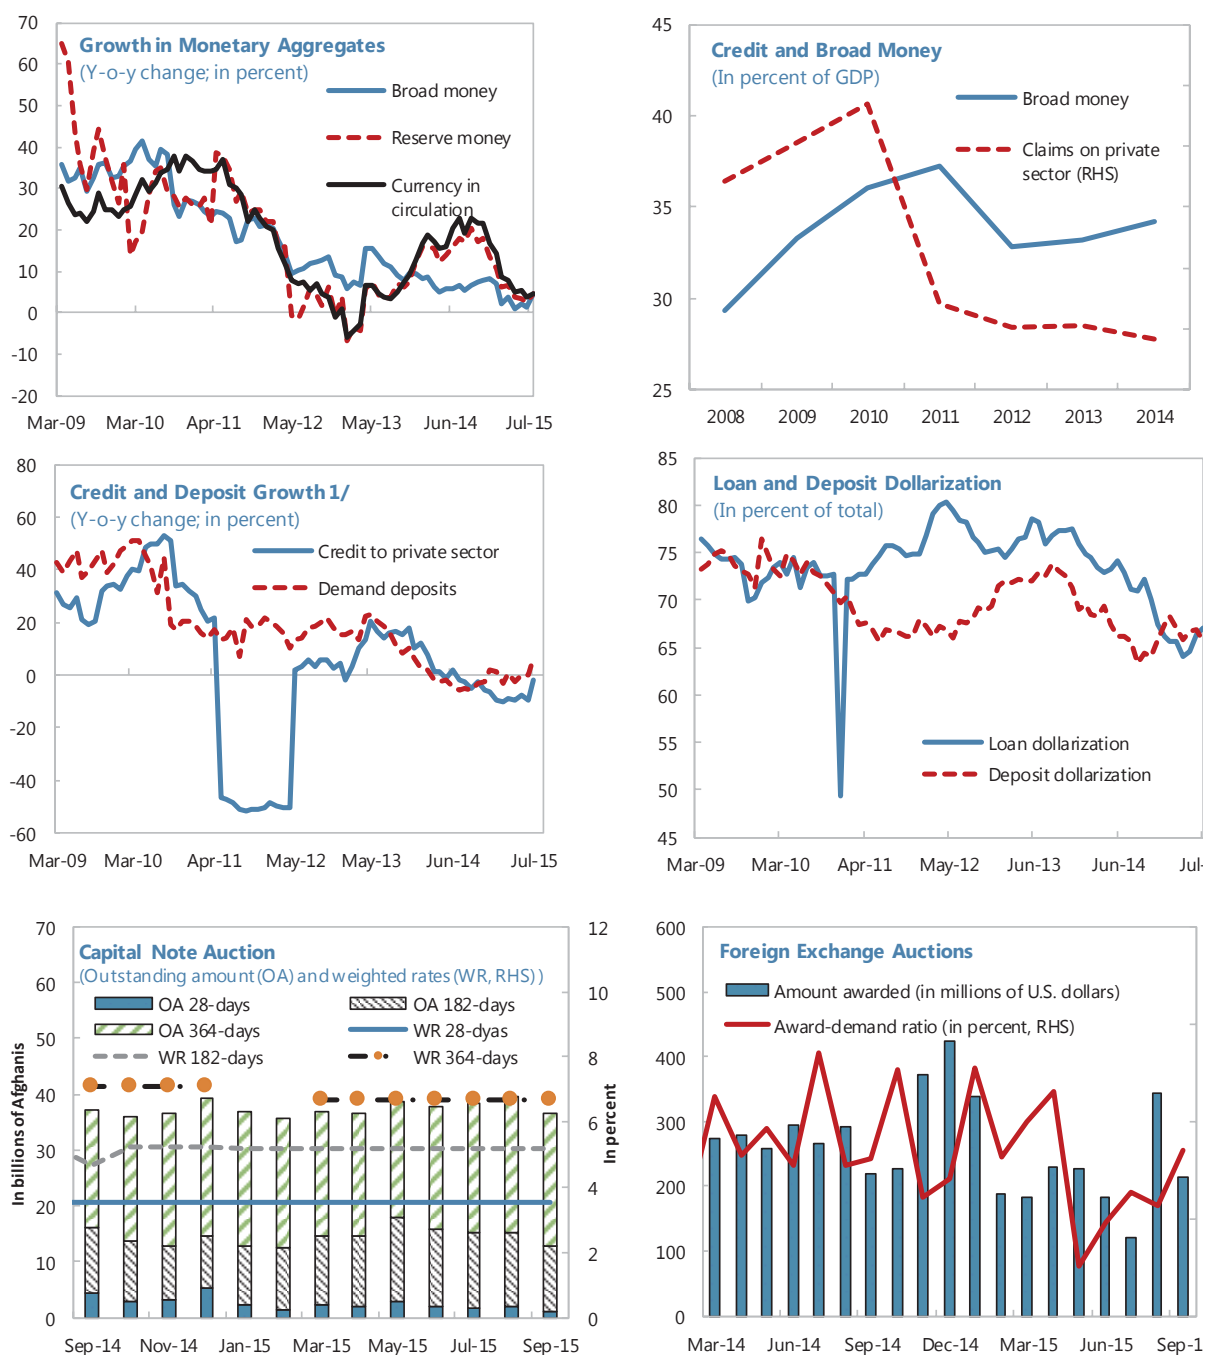 Growth in Monetary Aggregates
(Y-o-y change; in percent)
Broad money
Reserve money
Currency in
circulation
70
60
50
40
30
20
10
0
-10
-20
Mar-09 Mar-10 Apr-11 May-12 May-13 Jun-14 Jul-15
Credit and Broad Money
(In percent of GDP)
Broad money
Claims on private
sector (RHS)
45
40
35
30
25
2008 2009 2010 2011 2012 2013 2014
Credit and Deposit Growth 1/
(Y-o-y change; in percent)
Credit to private sector
Demand deposits
80
60
40
20
0
-20
-40
-60
Mar-09 Mar-10 Apr-11 May-12 May-13 Jun-14 Jul-15
Loan and Deposit Dollarization
(In percent of total)
Loan dollarization
Deposit dollarization
85
80
75
70
65
60
55
50
45
Mar-09 Mar-10 Apr-11 May-12 Jun-13 Jun-14 Jul-
Capital Note Auction
(Outstanding amount (OA) and weighted rates (WR, RHS) )
OA 28-days OA 182-days
OA 364-days WR 28-dyas
WR 182-days WR 364-days
In billions of Afghanis
70
60
50
40
30
20
10
0
In percent
12
10
8
6
4
2
0
Sep-14 Nov-14 Jan-15 Mar-15 May-15 Jul-15 Sep-15
Foreign Exchange Auctions
Amount awarded (in millions of U.S. dollars)
Award-demand ratio (in percent, RHS)
600
500
400
300
200
100
0
Mar-14 Jun-14 Sep-14 Dec-14 Mar-15 Jun-15 Sep-1